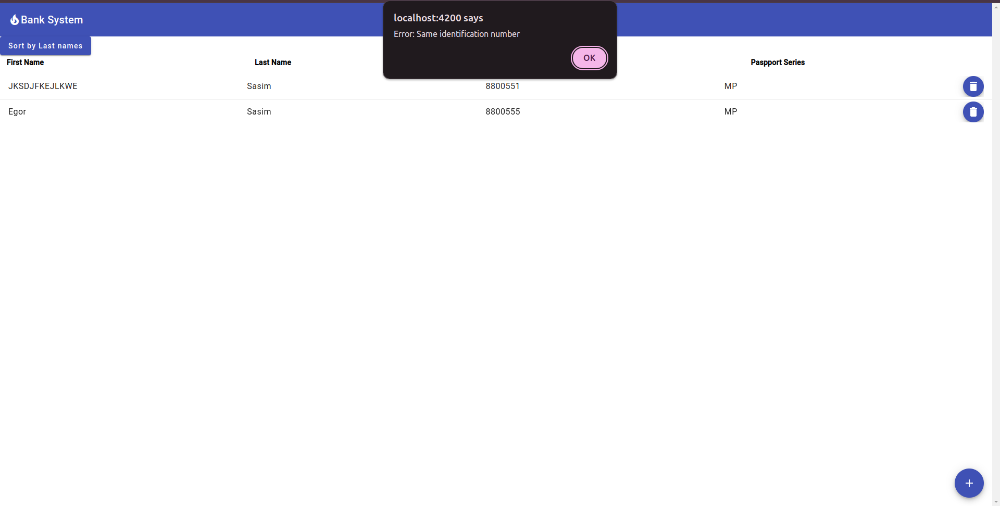 Bank System
localhost:4200 says
Error: Same identification number
OK
Sort by Last names
First Name Last Name Paspport Series
JKSDJFKEJLKWE Sasim 8800551 MP
Egor Sasim 8800555 MP